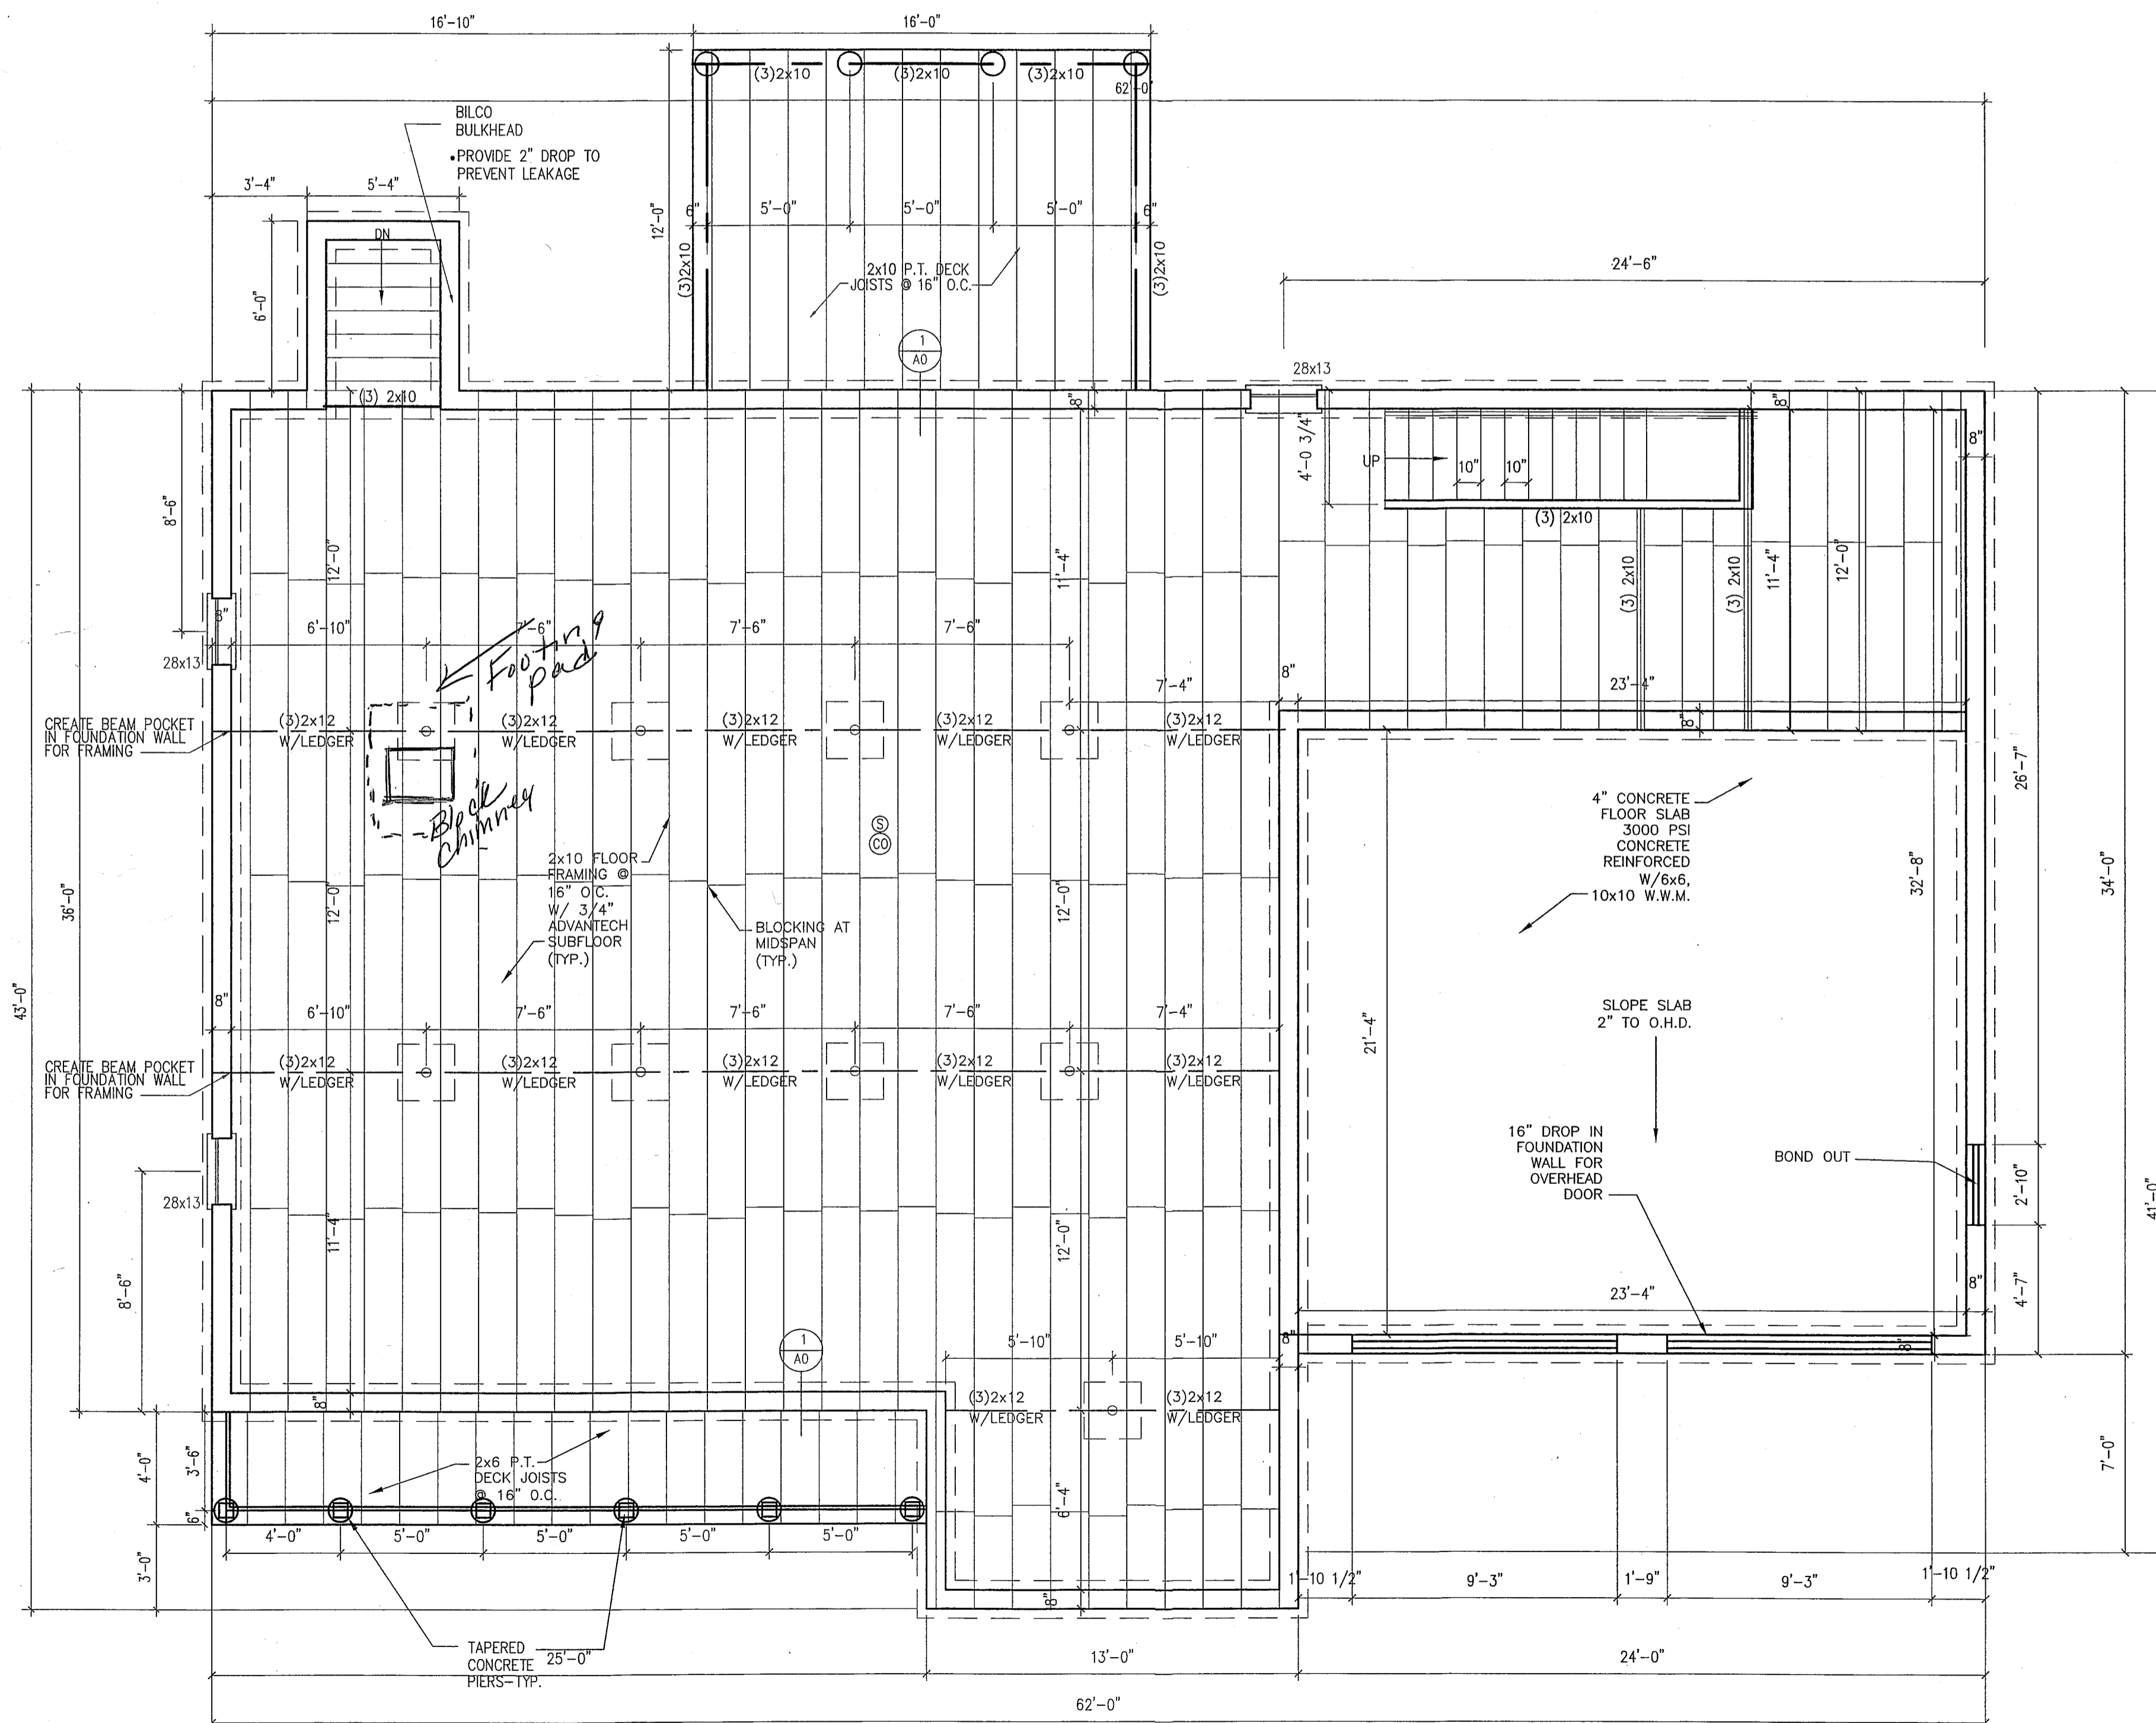 16'-10"
16'-0"
(3)2x10
(3)2x10
(3)2x10
62'-0"
BILCO
BULKHEAD
•PROVIDE 2" DROP TO
PREVENT LEAKAGE
3'-4"
5'-4"
12'-0"
6"
5'-0"
5'-0"
5'-0"
6"
DN
(3)2x10
(3)2x10
2x10 P.T. DECK
JOISTS @ 16" O.C.
24'-6"
6'-0"
1
A0
28x13
(3) 2x10
8"
8"
4'-0 3/4"
8"
UP
10"
10"
8'-6"
(3) 2x10
12'-0"
11'-4"
(3) 2x10
(3) 2x10
11'-4"
12'-0"
8"
6'-10"
7'-6"
7'-6"
7'-6"
28x13
Footing
pad
8"
7'-4"
23'-4"
CREATE BEAM POCKET
IN FOUNDATION WALL
FOR FRAMING
(3)2x12
W/LEDGER
(3)2x12
W/LEDGER
(3)2x12
W/LEDGER
(3)2x12
W/LEDGER
(3)2x12
W/LEDGER
8"
26'-7"
Block
chimney
4" CONCRETE
FLOOR SLAB
3000 PSI
CONCRETE
REINFORCED
W/6x6,
10x10 W.W.M.
S
CO
2x10 FLOOR
FRAMING @
16" O.C.
W/ 3/4"
ADVANTECH
SUBFLOOR
(TYP.)
BLOCKING AT
MIDSPAN
(TYP.)
36'-0"
12'-0"
12'-0"
32'-8"
34'-0"
43'-0"
8"
6'-10"
7'-6"
7'-6"
7'-6"
7'-4"
21'-4"
SLOPE SLAB
2" TO O.H.D.
CREATE BEAM POCKET
IN FOUNDATION WALL
FOR FRAMING
(3)2x12
W/LEDGER
(3)2x12
W/LEDGER
(3)2x12
W/LEDGER
(3)2x12
W/LEDGER
(3)2x12
W/LEDGER
16" DROP IN
FOUNDATION
WALL FOR
OVERHEAD
DOOR
BOND OUT
2'-10"
41'-0"
28x13
11'-4"
12'-0"
8'-6"
8"
4'-7"
23'-4"
1
A0
5'-10"
5'-10"
8"
8"
8"
(3)2x12
W/LEDGER
(3)2x12
W/LEDGER
4'-0"
3'-6"
6"
2x6 P.T.
DECK JOISTS
@ 16" O.C.
7'-0"
6'-4"
4'-0"
5'-0"
5'-0"
5'-0"
5'-0"
3'-0"
8"
1'-10 1/2"
9'-3"
1'-9"
9'-3"
1'-10 1/2"
TAPERED
CONCRETE
PIERS-TYP.
25'-0"
13'-0"
24'-0"
62'-0"